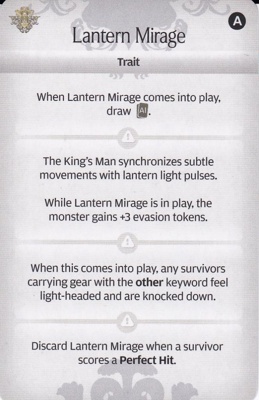 A
Lantern Mirage
Trait
When Lantern Mirage comes into play,
draw AI.
The King's Man synchronizes subtle
movements with lantern light pulses.
While Lantern Mirage is in play, the
monster gains +3 evasion tokens.
When this comes into play, any survivors
carrying gear with the other keyword feel
light-headed and are knocked down.
Discard Lantern Mirage when a survivor
scores a Perfect Hit.